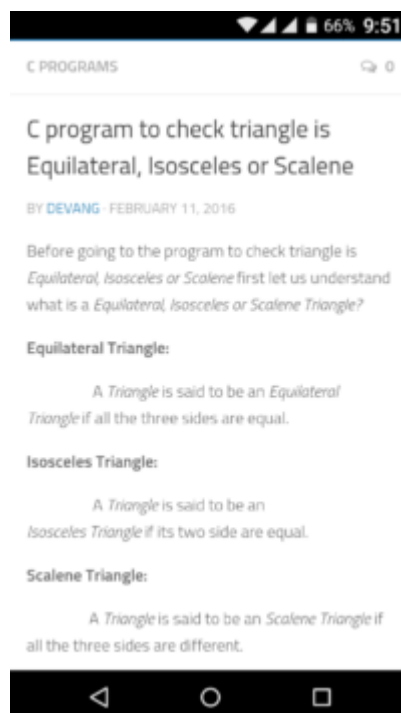 66% 9:51
C PROGRAMS 0
C program to check triangle is
Equilateral, Isosceles or Scalene
BY DEVANG · FEBRUARY 11, 2016
Before going to the program to check triangle is
Equilateral, Isosceles or Scalene first let us understand
what is a Equilateral, Isosceles or Scalene Triangle?
Equilateral Triangle:
A Triangle is said to be an Equilateral
Triangle if all the three sides are equal.
Isosceles Triangle:
A Triangle is said to be an
Isosceles Triangle if its two side are equal.
Scalene Triangle:
A Triangle is said to be an Scalene Triangle if
all the three sides are different.